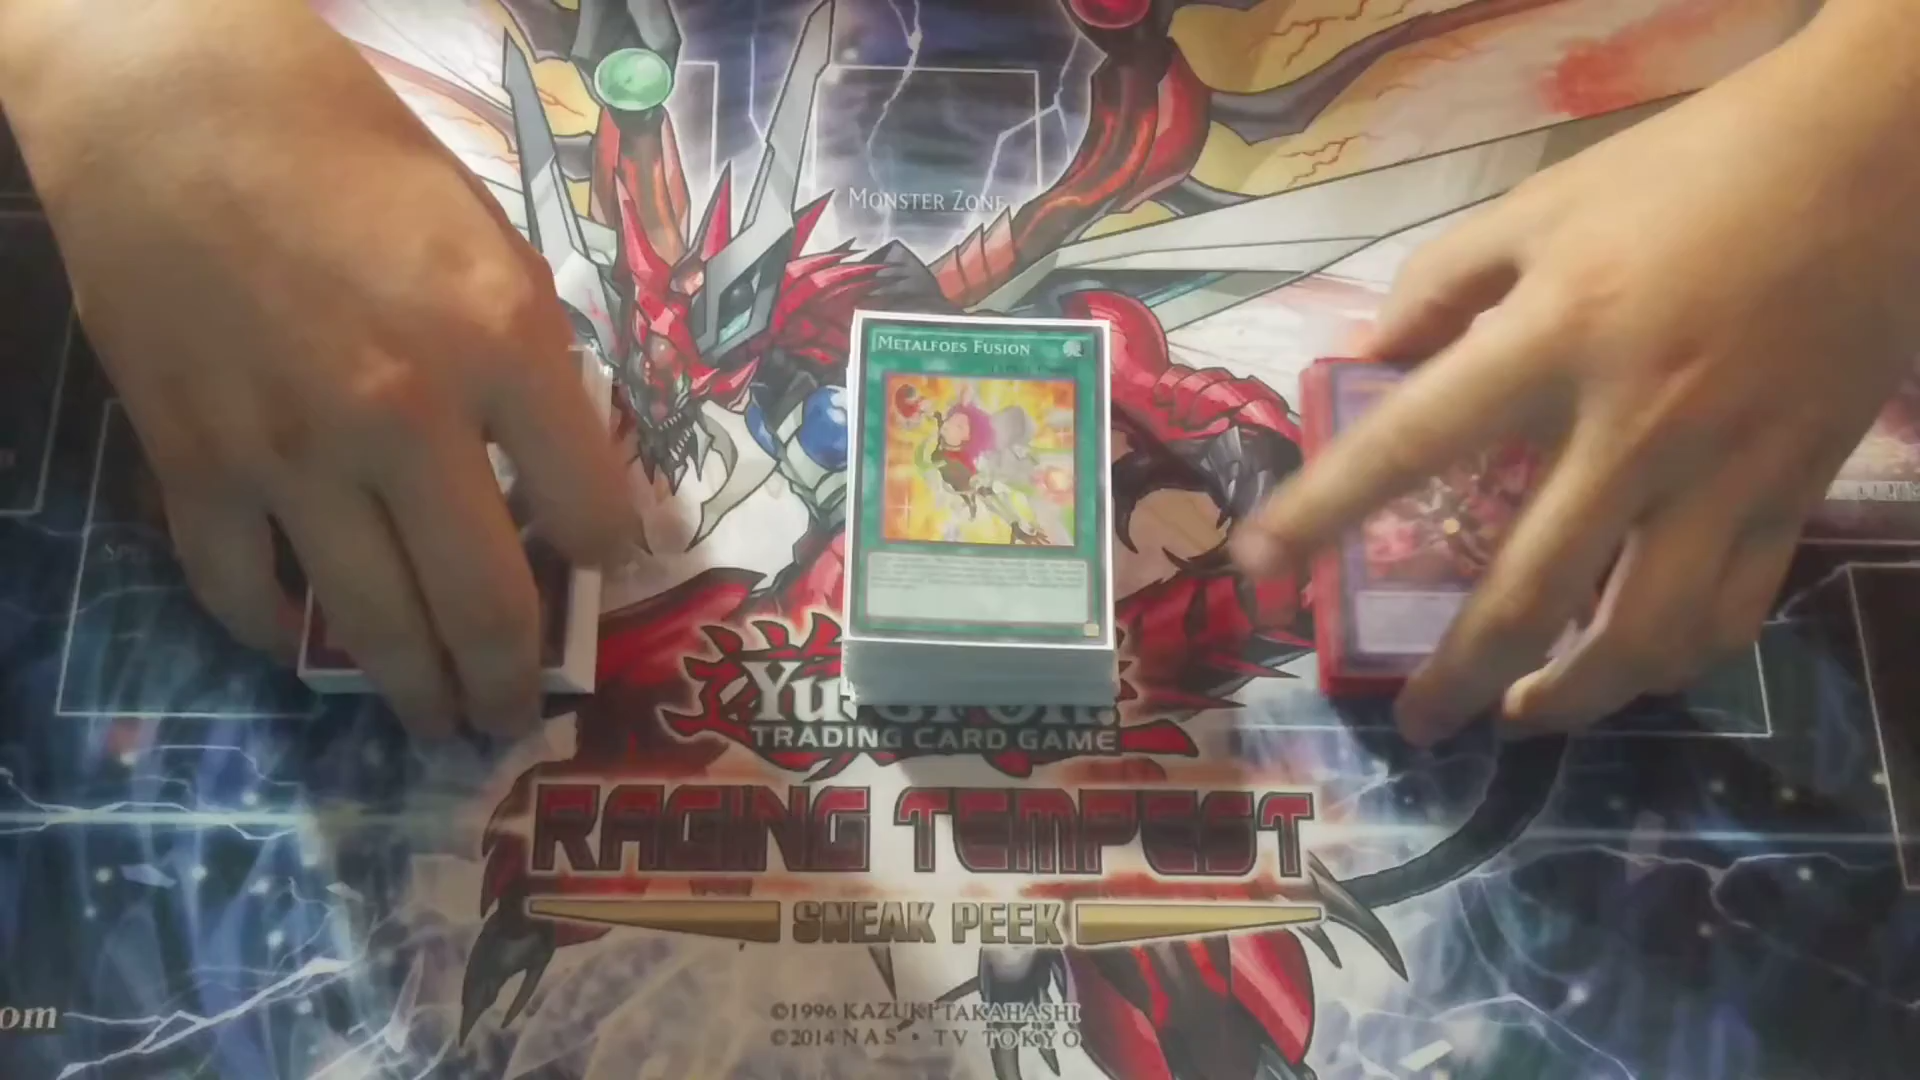 MONSTER ZONE
METALFOES FUSION
YU-GI-OH!
TRADING CARD GAME
RAGING TEMPEST
SNEAK PEEK
om
©1996 KAZUKI TAKAHASHI
©2014 NAS • TV TOKYO